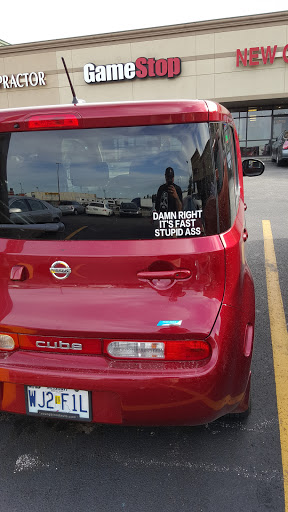 PRACTOR
GameStop
NEW
DAMN RIGHT
IT'S FAST
STUPID ASS
NISSAN
cube
WJ2 F1L